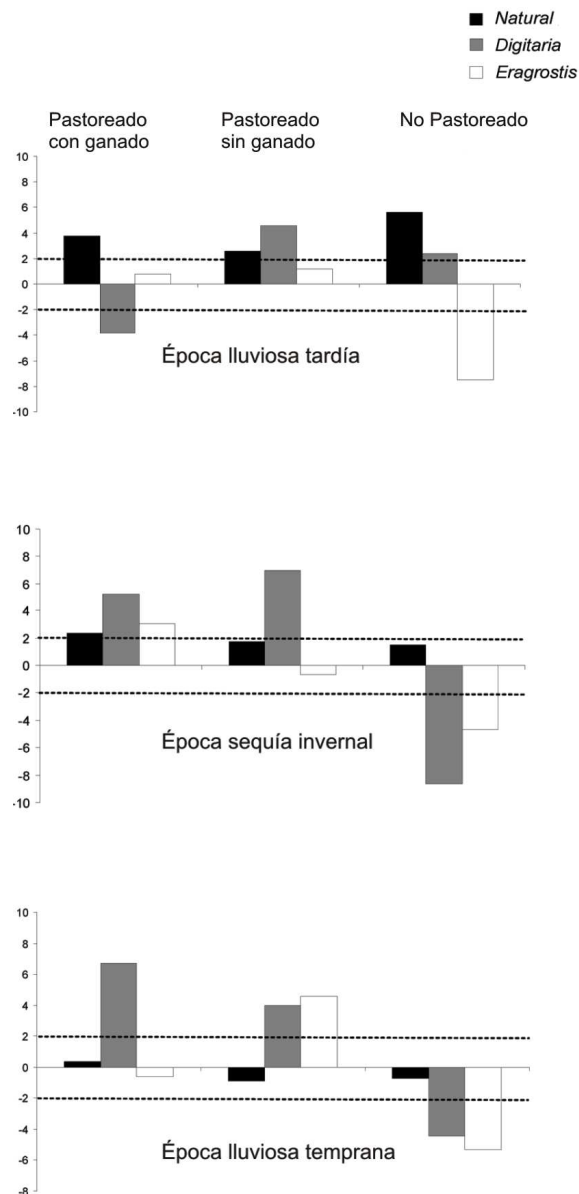 Natural
Digitaria
Eragrostis
Pastoreado
con ganado
Pastoreado
sin ganado
No Pastoreado
10
8
6
4
2
0
-2
-4
-6
-8
-10
Época lluviosa tardía
10
8
6
4
2
0
-2
-4
-6
-8
-10
Época sequía invernal
10
8
6
4
2
0
-2
-4
-6
-8
Época lluviosa temprana